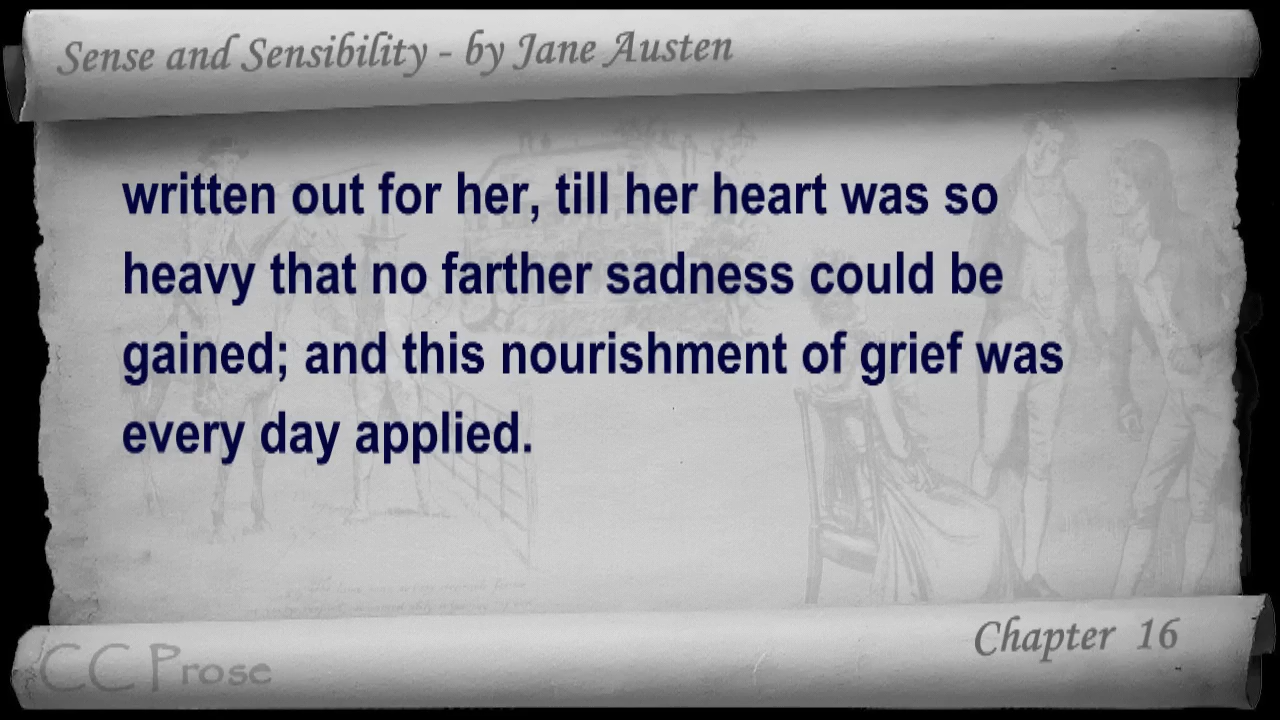 Sense and Sensibility - by Jane Austen
written out for her, till her heart was so
heavy that no farther sadness could be
gained; and this nourishment of grief was
every day applied.
Chapter 16
CC Prose